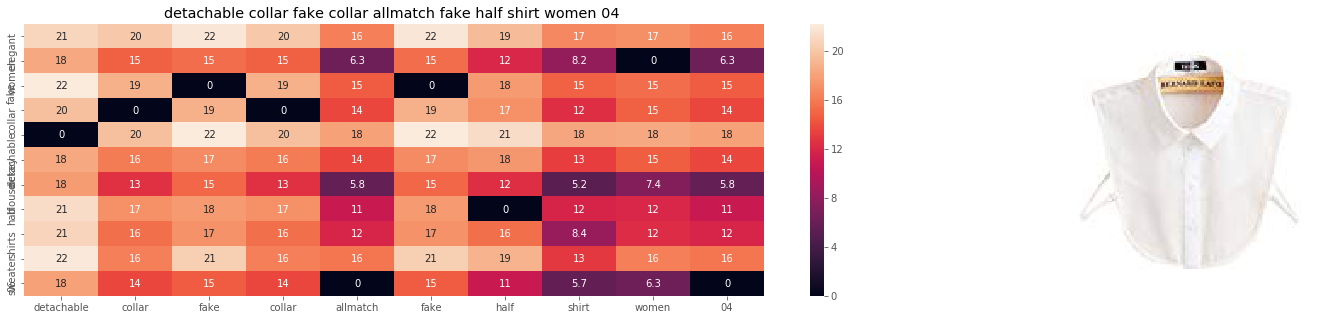 detachable collar fake collar allmatch fake half shirt women 04
elegant 21 20 22 20 16 22 19 17 17 16
women 18 15 15 15 6.3 15 12 8.2 0 6.3
fake 22 19 0 19 15 0 18 15 15 15
collar 20 0 19 0 14 19 17 12 15 14
detachable 0 20 22 20 18 22 21 18 18 18
18 16 17 16 14 17 18 13 15 14
blouse 18 13 15 13 5.8 15 12 5.2 7.4 5.8
half 21 17 18 17 11 18 0 12 12 11
shirts 21 16 17 16 12 17 16 8.4 12 12
sweater 22 16 21 16 16 21 19 13 16 16
18 14 15 14 0 15 11 5.7 6.3 0
detachable collar fake collar allmatch fake half shirt women 04
20
16
12
8
4
0